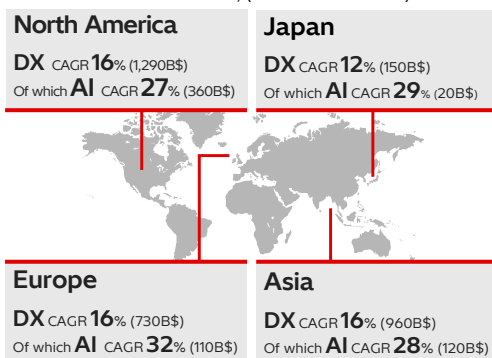 North America
DX CAGR 16% (1,290B$)
Of which AI CAGR 27% (360B$)
Japan
DX CAGR 12% (150B$)
Of which AI CAGR 29% (20B$)
Europe
DX CAGR 16% (730B$)
Of which AI CAGR 32% (110B$)
Asia
DX CAGR 16% (960B$)
Of which AI CAGR 28% (120B$)